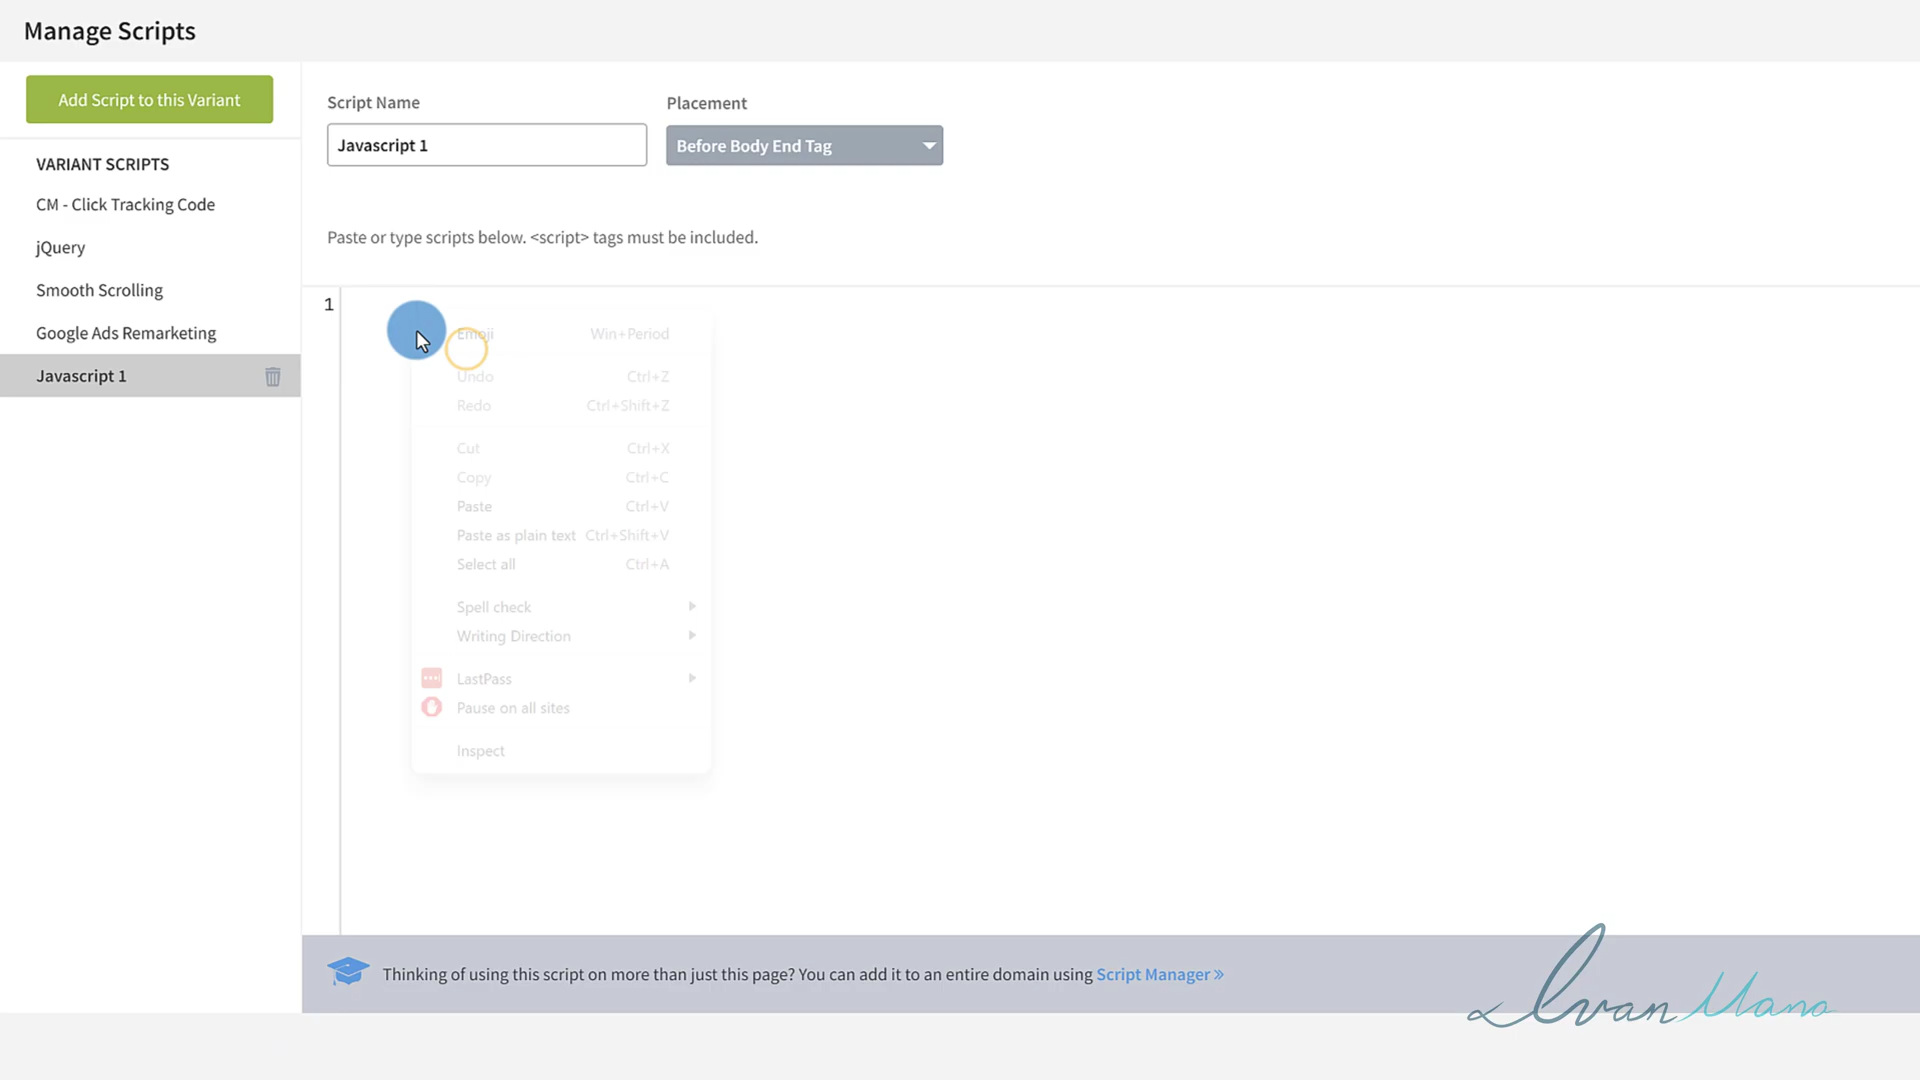 Manage Scripts
Add Script to this Variant
VARIANT SCRIPTS
CM - Click Tracking Code
jQuery
Smooth Scrolling
Google Ads Remarketing
Javascript 1
Script Name
Placement
Javascript 1
Before Body End Tag
Paste or type scripts below. <script> tags must be included.
1
Emoji Win+Period
Undo Ctrl+Z
Redo Ctrl+Shift+Z
Cut Ctrl+X
Copy Ctrl+C
Paste Ctrl+V
Paste as plain text Ctrl+Shift+V
Select all Ctrl+A
Spell check
Writing Direction
LastPass
Pause on all sites
Inspect
Thinking of using this script on more than just this page? You can add it to an entire domain using Script Manager »
Ivan Mana